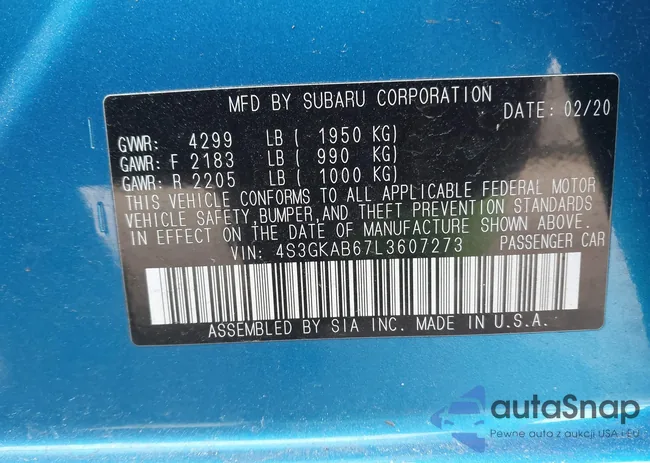 MFD BY SUBARU CORPORATION DATE: 02/20
GVWR: 4299 LB ( 1950 KG)
GAWR: F 2183 LB ( 990 KG)
GAWR: R 2205 LB ( 1000 KG)
THIS VEHICLE CONFORMS TO ALL APPLICABLE FEDERAL MOTOR
VEHICLE SAFETY, BUMPER, AND THEFT PREVENTION STANDARDS
IN EFFECT ON THE DATE OF MANUFACTURE SHOWN ABOVE.
VIN: 4S3GKAB67L3607273 PASSENGER CAR
ASSEMBLED BY SIA INC. MADE IN U.S.A.
autaSnap
Pewne auta z aukcji USA i EU